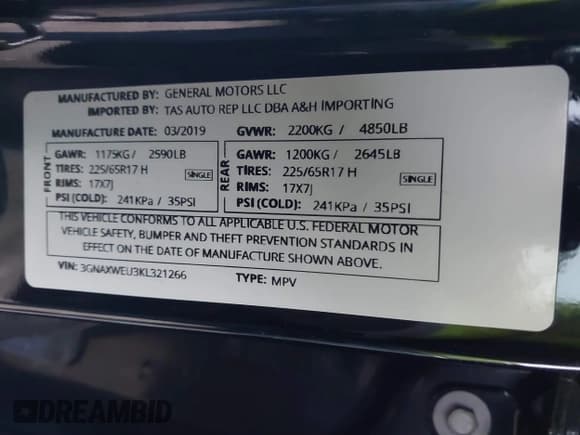 MANUFACTURED BY: GENERAL MOTORS LLC
IMPORTED BY: TAS AUTO REP LLC DBA A&H IMPORTING
MANUFACTURED 03/2019 GVWR: 2200KG / 4850LB
FRONT
GAWR: 1175KG / 2590LB
TIRES: 225/65R17 H
SINGLE
RIMS: 17X7J
PSI (COLD): 241KPa / 35PSI
REAR
GAWR: 1200KG / 2645LB
TIRES: 225/65R17 H
SINGLE
RIMS: 17X7J
PSI (COLD): 241KPa / 35PSI
THIS VEHICLE CONFORMS TO ALL APPLICABLE U.S. FEDERAL MOTOR
VEHICLE SAFETY, BUMPER AND THEFT PREVENTION STANDARDS IN
EFFECT ON THE DATE OF MANUFACTURE SHOWN ABOVE.
VIN: 3GNAXWEU3KL321266 TYPE: MPV
DREAMBID